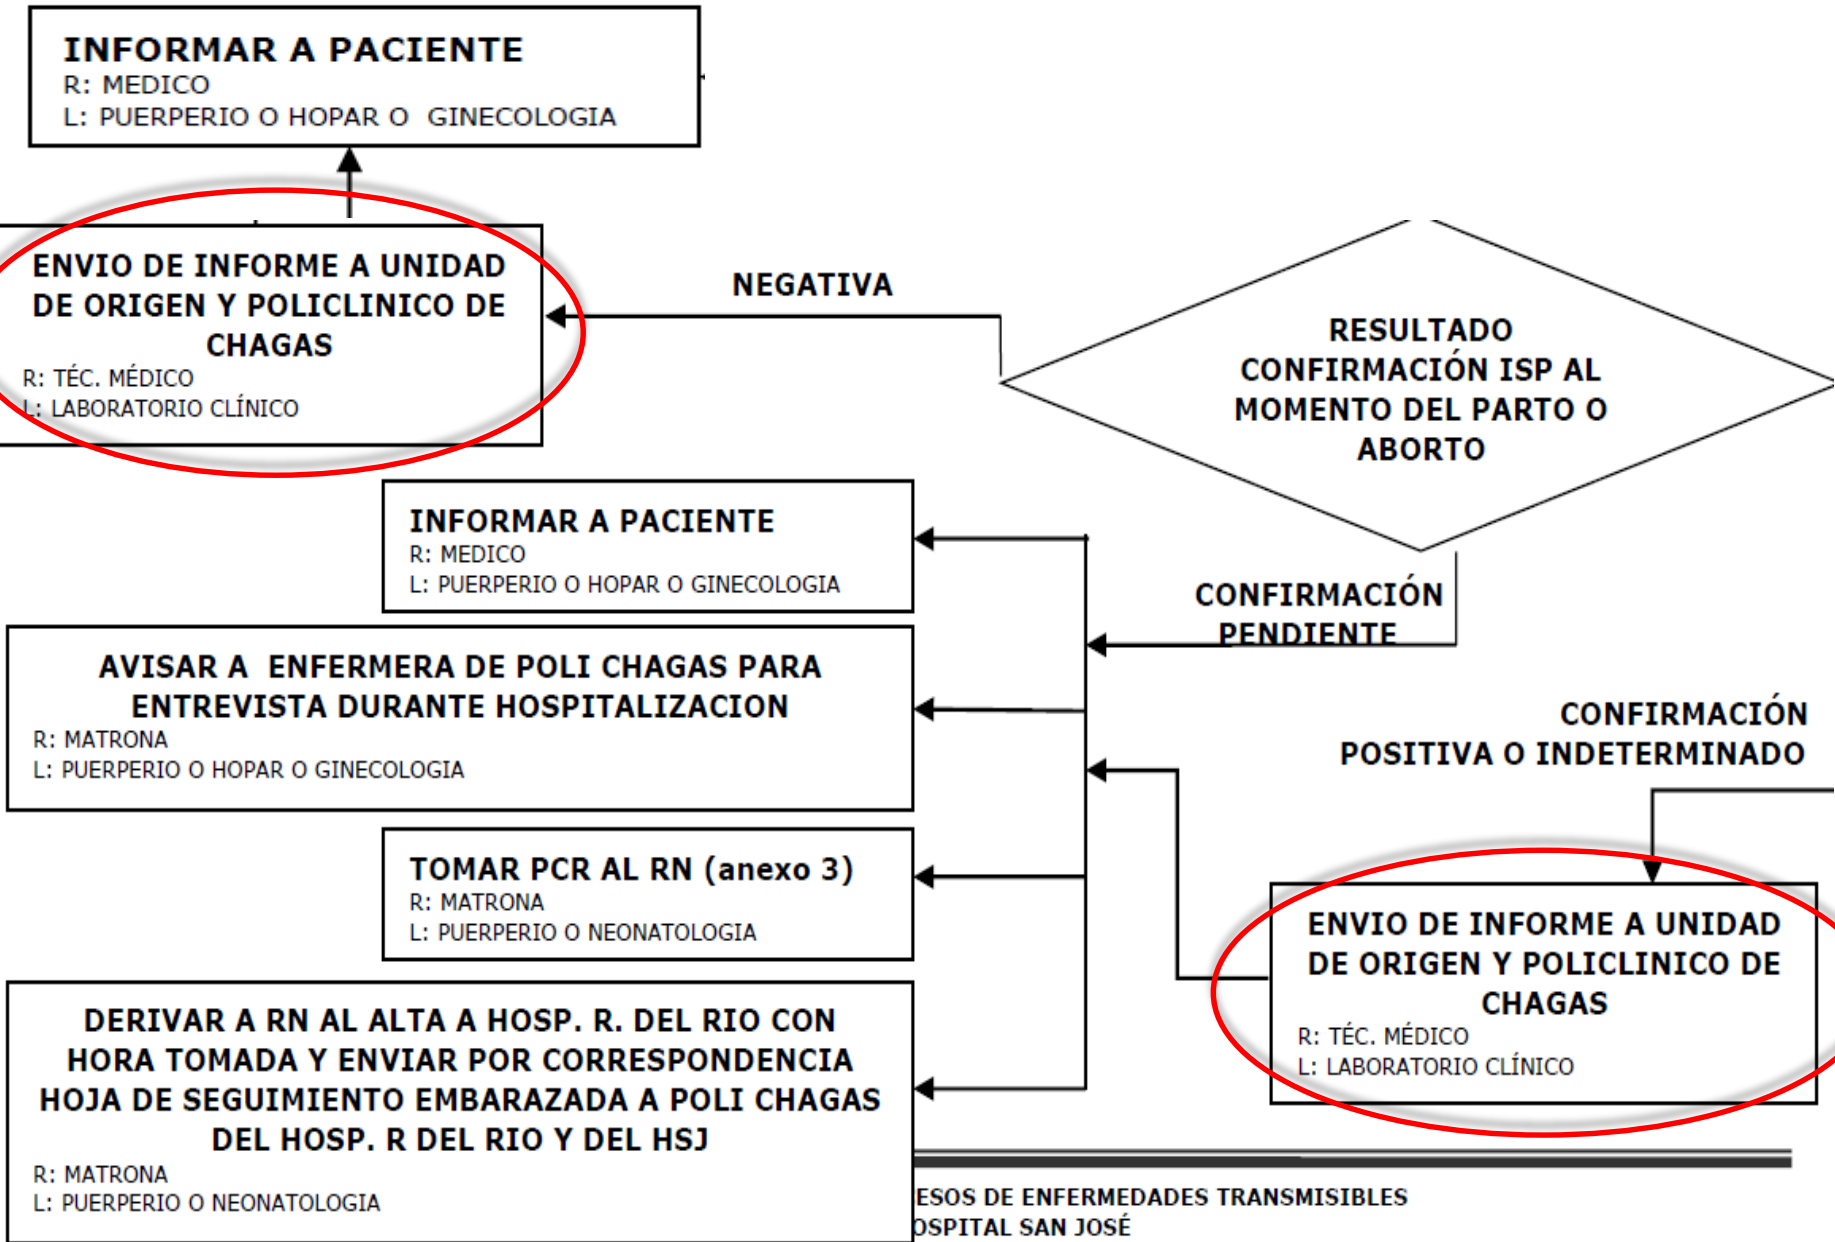 INFORMAR A PACIENTE
R: MEDICO
L: PUERPERIO O HOPAR O GINECOLOGIA
ENVIO DE INFORME A UNIDAD
DE ORIGEN Y POLICLINICO DE
CHAGAS
R: TÉC. MÉDICO
L: LABORATORIO CLÍNICO
NEGATIVA
RESULTADO
CONFIRMACIÓN ISP AL
MOMENTO DEL PARTO O
ABORTO
INFORMAR A PACIENTE
R: MEDICO
L: PUERPERIO O HOPAR O GINECOLOGIA
CONFIRMACIÓN
PENDIENTE
AVISAR A ENFERMERA DE POLI CHAGAS PARA
ENTREVISTA DURANTE HOSPITALIZACION
R: MATRONA
L: PUERPERIO O HOPAR O GINECOLOGIA
CONFIRMACIÓN
POSITIVA O INDETERMINADO
TOMAR PCR AL RN (anexo 3)
R: MATRONA
L: PUERPERIO O NEONATOLOGIA
ENVIO DE INFORME A UNIDAD
DE ORIGEN Y POLICLINICO DE
CHAGAS
R: TÉC. MÉDICO
L: LABORATORIO CLÍNICO
DERIVAR A RN AL ALTA A HOSP. R. DEL RIO CON
HORA TOMADA Y ENVIAR POR CORRESPONDENCIA
HOJA DE SEGUIMIENTO EMBARAZADA A POLI CHAGAS
DEL HOSP. R DEL RIO Y DEL HSJ
R: MATRONA
L: PUERPERIO O NEONATOLOGIA
ESOS DE ENFERMEDADES TRANSMISIBLES
OSPITAL SAN JOSÉ